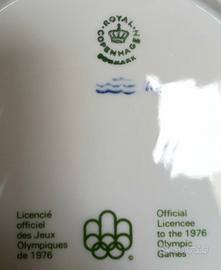 ROYAL
COPENHAGEN
DENMARK
Licencié
officiel
des Jeux
Olympiques
de 1976
©
Official
Licencee
to the 1976
Olympic
Games